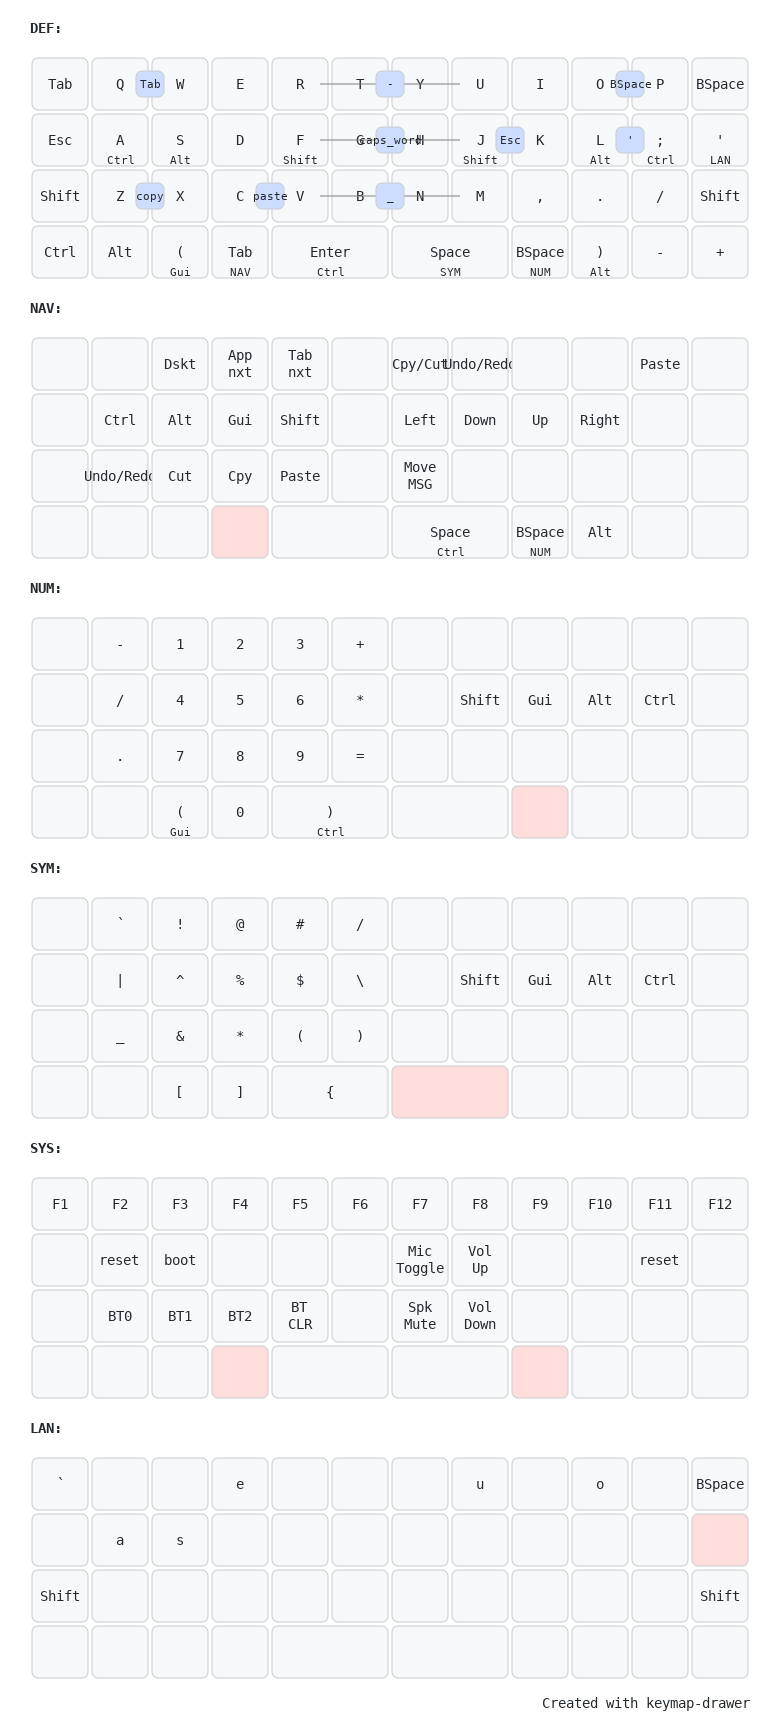 DEF:
Tab Q Tab W E R T - Y U I O BSpace P BSpace
Esc A S D F G caps_word H J Esc K L ' ; '
Ctrl Alt Shift Shift Alt Ctrl LAN
Shift Z copy X C paste V B _ N M , . / Shift
Ctrl Alt ( Tab Enter Space BSpace ) - +
Gui NAV Ctrl SYM NUM Alt
NAV:
Dskt App nxt Tab nxt Cpy/Cut Undo/Redo Paste
Ctrl Alt Gui Shift Left Down Up Right
Undo/Redo Cut Cpy Paste Move MSG
Space BSpace Alt
Ctrl NUM
NUM:
- 1 2 3 +
/ 4 5 6 * Shift Gui Alt Ctrl
. 7 8 9 =
( 0 )
Gui Ctrl
SYM:
` ! @ # /
| ^ % $ \ Shift Gui Alt Ctrl
_ & * ( )
[ ] {
SYS:
F1 F2 F3 F4 F5 F6 F7 F8 F9 F10 F11 F12
reset boot Mic Toggle Vol Up reset
BT0 BT1 BT2 BT CLR Spk Mute Vol Down
LAN:
` e u o BSpace
a s
Shift Shift
Created with keymap-drawer